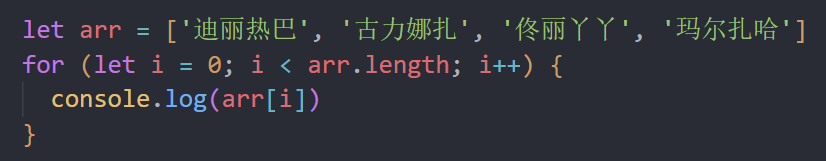 let arr = ['迪丽热巴', '古力娜扎', '佟丽丫丫', '玛尔扎哈']
for (let i = 0; i < arr.length; i++) {
  console.log(arr[i])
}